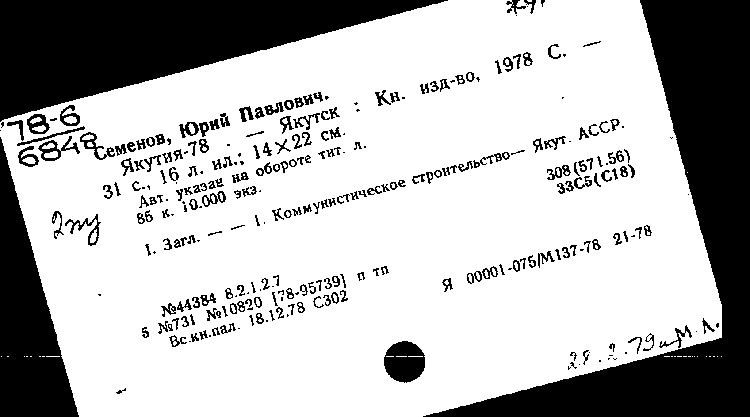 78-6
6848
Семенов, Юрий Павлович.
Якутия-78 . — Якутск : Кн. изд-во, 1978 С. —
31 с., 16 л. ил.; 14×22 см.
Авт. указан на обороте тит. л.
85 к. 10.000 экз.
I. Загл. — — 1. Коммунистическое строительство— Якут. АССР.
308(571.56)
33С5(С18)
№44384 8.2.1.2.7
5 №731 №10820 [78-95739] п тп
Вс.кн.пал. 18.12.78 С302
Я 00001-075/М137-78 21-78
28.2.79
М.Л.